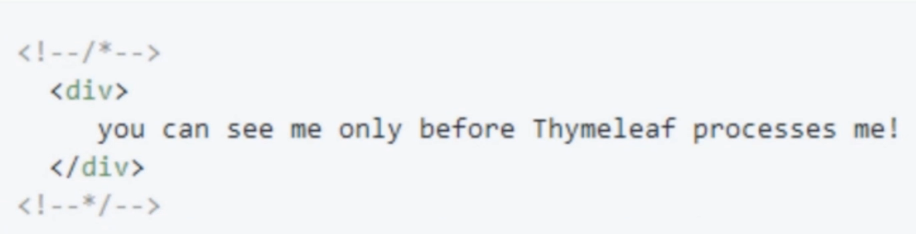 <!--/*-->
<div>
you can see me only before Thymeleaf processes me!
</div>
<!--*/-->